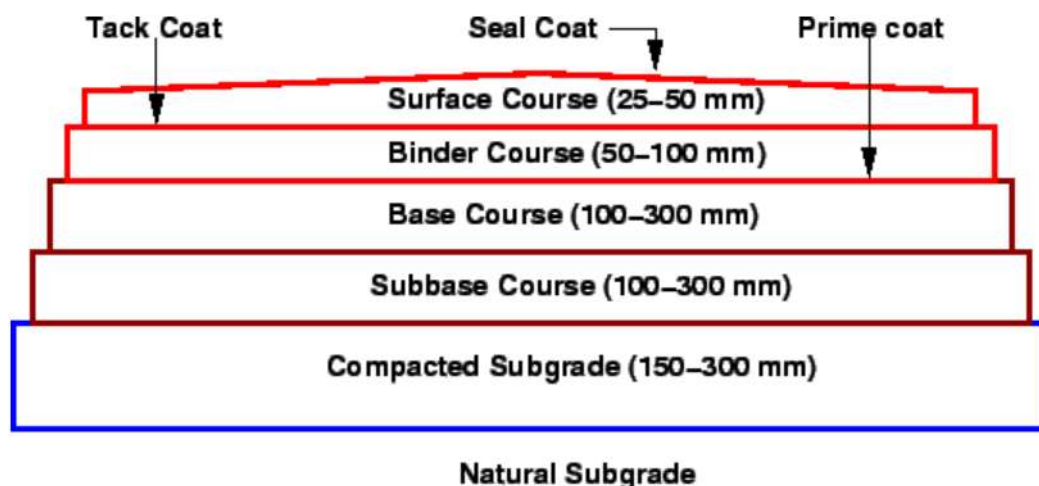 Tack Coat
Seal Coat
Prime coat
Surface Course (25–50 mm)
Binder Course (50–100 mm)
Base Course (100–300 mm)
Subbase Course (100–300 mm)
Compacted Subgrade (150–300 mm)
Natural Subgrade